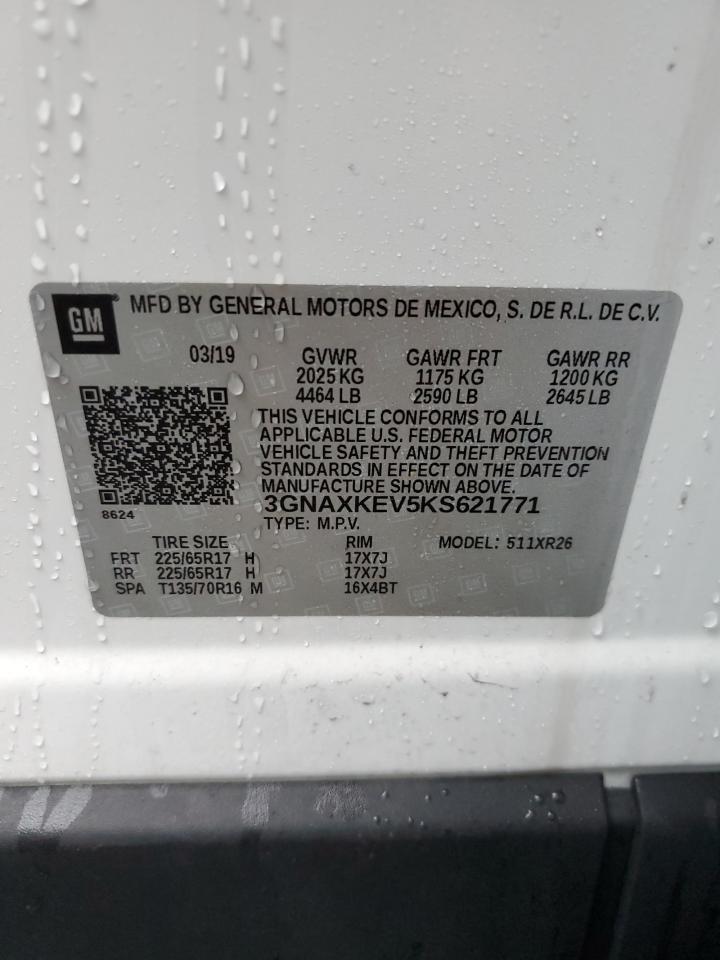 GM
MFD BY GENERAL MOTORS DE MEXICO, S. DE R.L. DE C.V.
03/19 GVWR GAWR FRT GAWR RR
2025 KG 1175 KG 1200 KG
4464 LB 2590 LB 2645 LB
THIS VEHICLE CONFORMS TO ALL
APPLICABLE U.S. FEDERAL MOTOR
VEHICLE SAFETY AND THEFT PREVENTION
STANDARDS IN EFFECT ON THE DATE OF
MANUFACTURE SHOWN ABOVE.
8624
3GNAXKEV5KS621771
TYPE: M.P.V.
TIRE SIZE RIM MODEL: 511XR26
FRT 225/65R17 H 17X7J
RR 225/65R17 H 17X7J
SPA T135/70R16 M 16X4BT